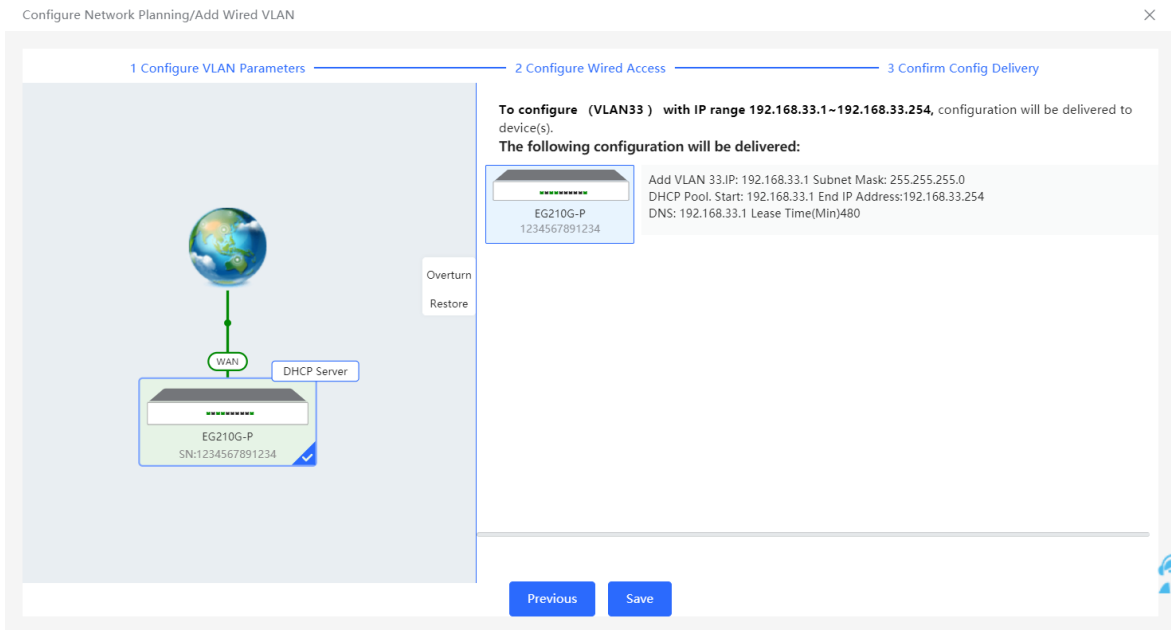 Configure Network Planning/Add Wired VLAN
1 Configure VLAN Parameters
2 Configure Wired Access
3 Confirm Config Delivery
To configure （VLAN33 ） with IP range 192.168.33.1~192.168.33.254, configuration will be delivered to
device(s).
The following configuration will be delivered:
EG210G-P
1234567891234
Add VLAN 33.IP: 192.168.33.1 Subnet Mask: 255.255.255.0
DHCP Pool. Start: 192.168.33.1 End IP Address:192.168.33.254
DNS: 192.168.33.1 Lease Time(Min)480
Overturn
Restore
WAN
DHCP Server
EG210G-P
SN:1234567891234
Previous
Save